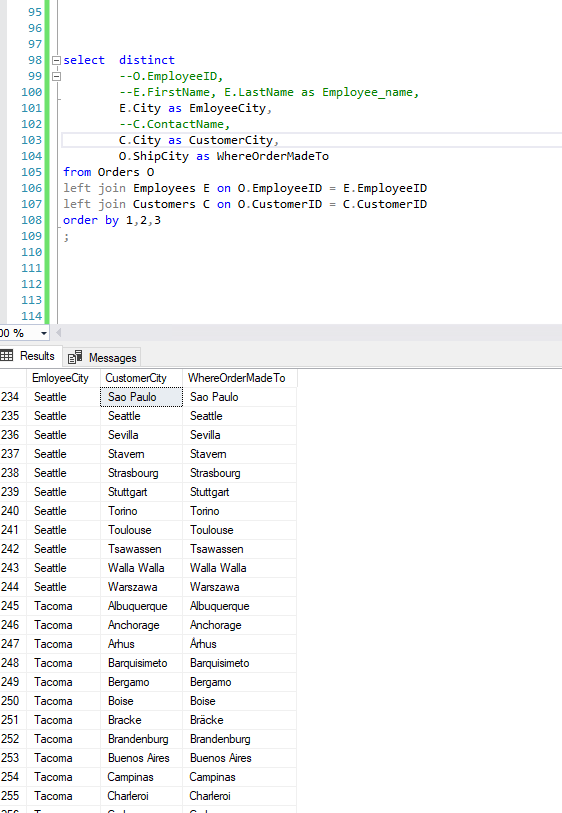 95
96
97
98 select distinct
99 --O.EmployeeID,
100 --E.FirstName, E.LastName as Employee_name,
101 E.City as EmloyeeCity,
102 --C.ContactName,
103 C.City as CustomerCity,
104 O.ShipCity as WhereOrderMadeTo
105 from Orders O
106 left join Employees E on O.EmployeeID = E.EmployeeID
107 left join Customers C on O.CustomerID = C.CustomerID
108 order by 1,2,3
109 ;
110
111
112
113
114
00 %
Results Messages
EmloyeeCity CustomerCity WhereOrderMadeTo
234 Seattle Sao Paulo Sao Paulo
235 Seattle Seattle Seattle
236 Seattle Sevilla Sevilla
237 Seattle Stavern Stavern
238 Seattle Strasbourg Strasbourg
239 Seattle Stuttgart Stuttgart
240 Seattle Torino Torino
241 Seattle Toulouse Toulouse
242 Seattle Tsawassen Tsawassen
243 Seattle Walla Walla Walla Walla
244 Seattle Warszawa Warszawa
245 Tacoma Albuquerque Albuquerque
246 Tacoma Anchorage Anchorage
247 Tacoma Arhus Århus
248 Tacoma Barquisimeto Barquisimeto
249 Tacoma Bergamo Bergamo
250 Tacoma Boise Boise
251 Tacoma Bracke Bräcke
252 Tacoma Brandenburg Brandenburg
253 Tacoma Buenos Aires Buenos Aires
254 Tacoma Campinas Campinas
255 Tacoma Charleroi Charleroi